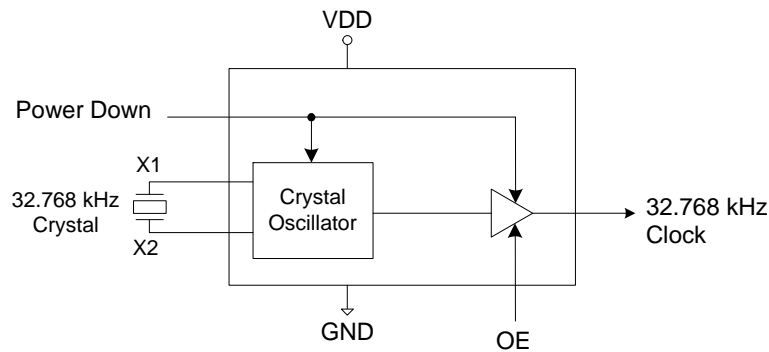 VDD
Power Down
X1
32.768 kHz
Crystal
X2
Crystal
Oscillator
32.768 kHz
Clock
GND
OE